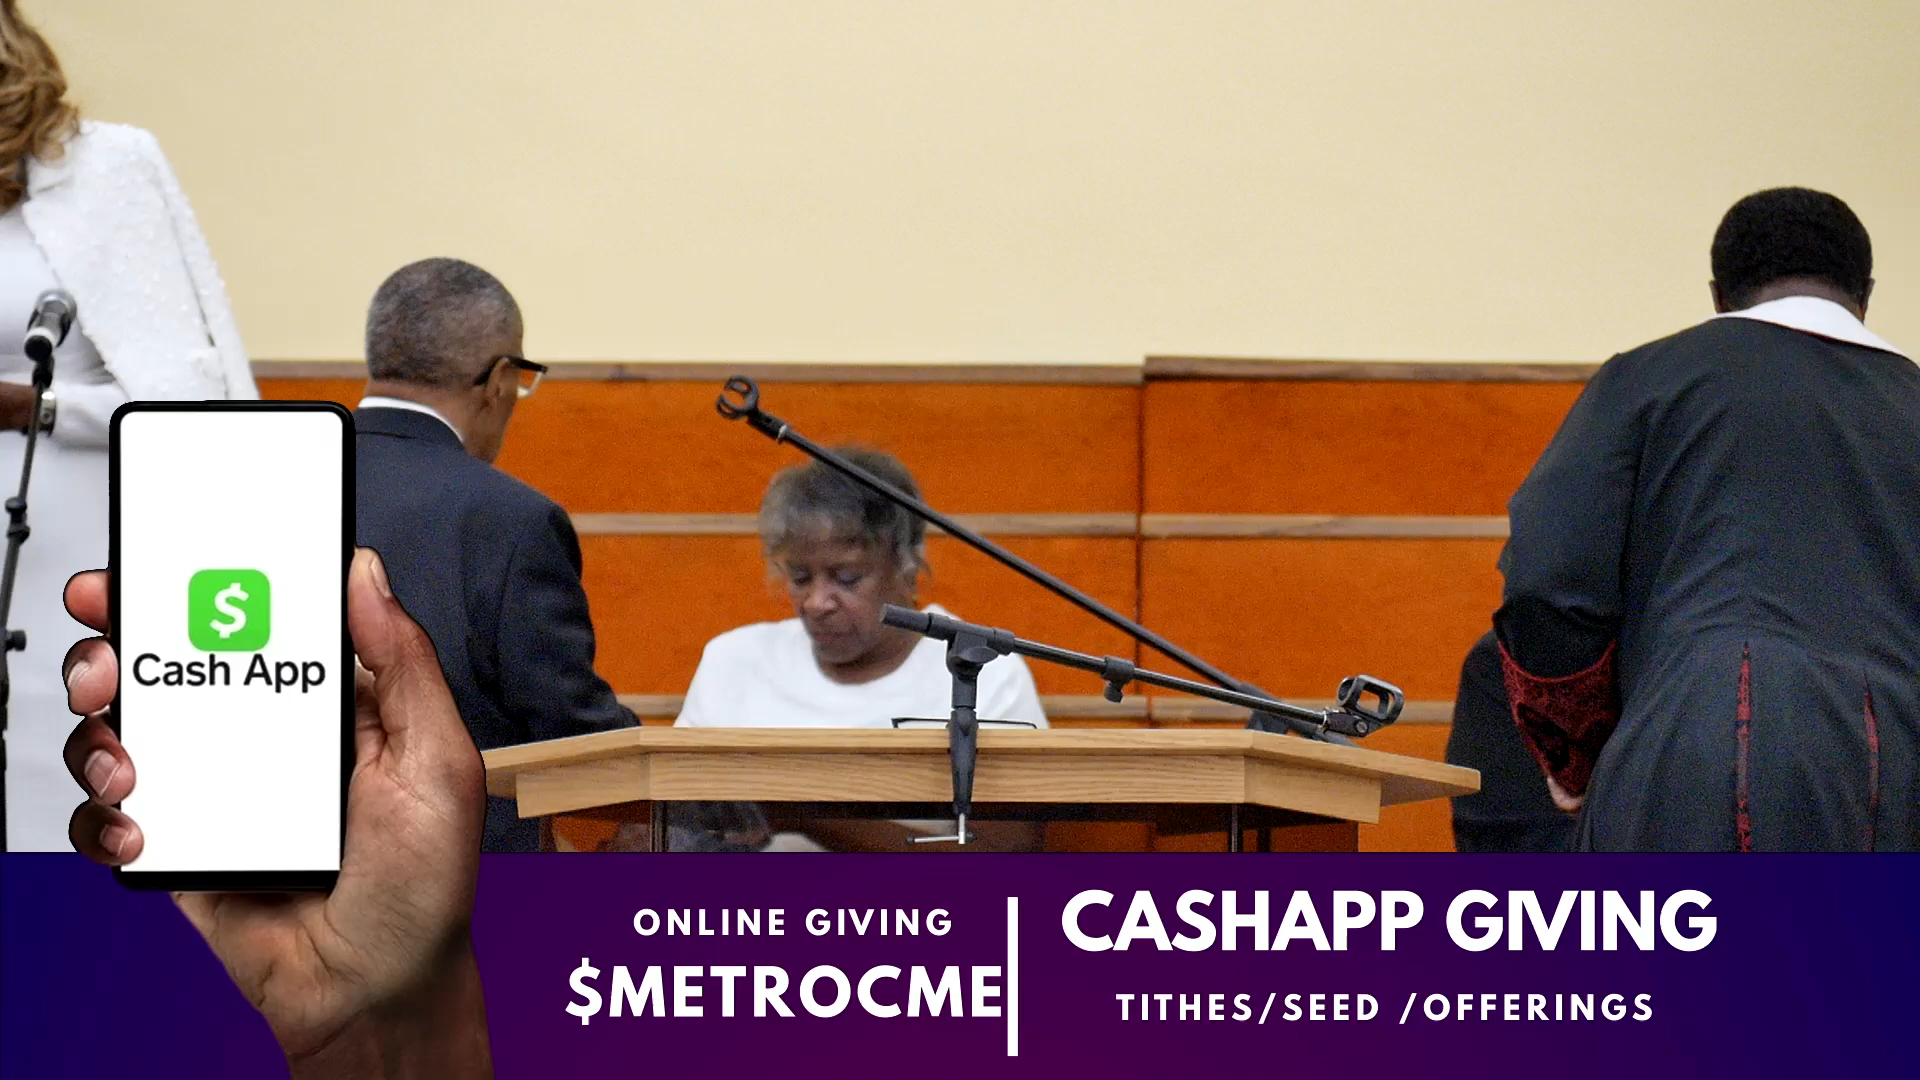 $
Cash App
ONLINE GIVING
$METROCME
CASHAPP GIVING
TITHES/SEED /OFFERINGS